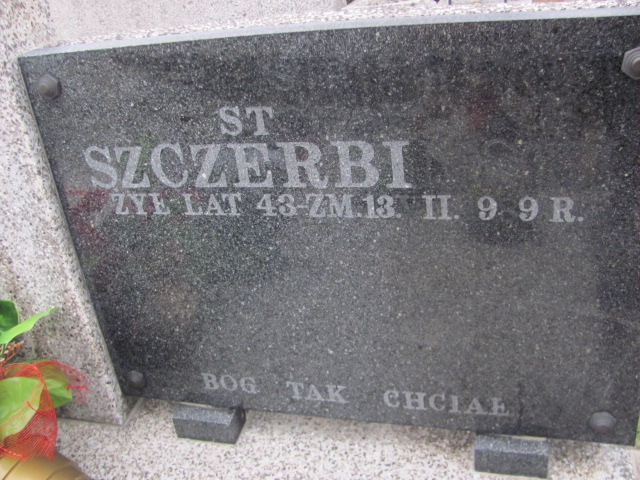 ST
SZCZERBI
ŻYŁ LAT 43-ZM.13. II. 9 9 R.
BÓG TAK CHCIAŁ